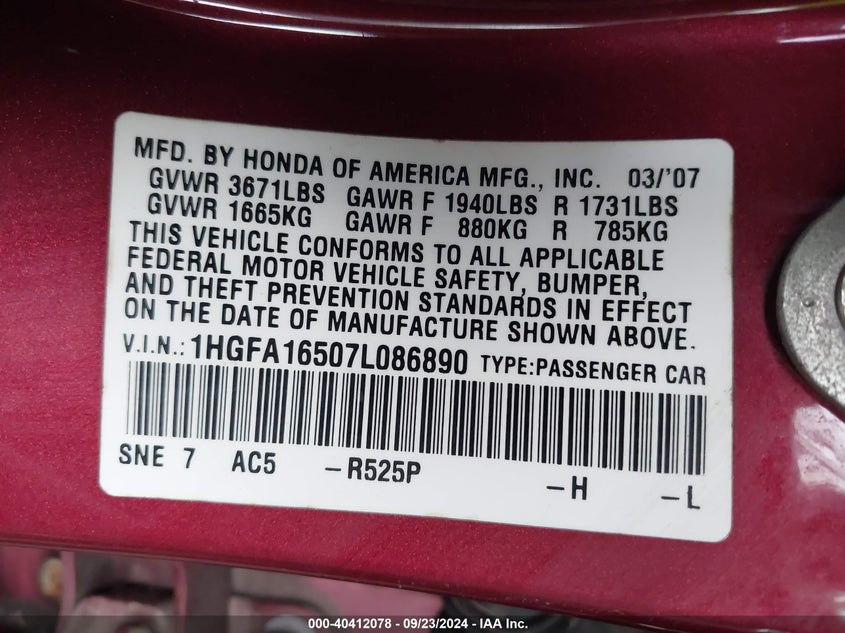 MFD. BY HONDA OF AMERICA MFG., INC. 03/'07
GVWR 3671LBS GAWR F 1940LBS R 1731LBS
GVWR 1665KG GAWR F 880KG R 785KG
THIS VEHICLE CONFORMS TO ALL APPLICABLE
FEDERAL MOTOR VEHICLE SAFETY, BUMPER,
AND THEFT PREVENTION STANDARDS IN EFFECT
ON THE DATE OF MANUFACTURE SHOWN ABOVE.
V.I.N.: 1HGFA16507L086890 TYPE:PASSENGER CAR
SNE 7 AC5 -R525P -H -L
000-40412078 - 09/23/2024 - IAA Inc.